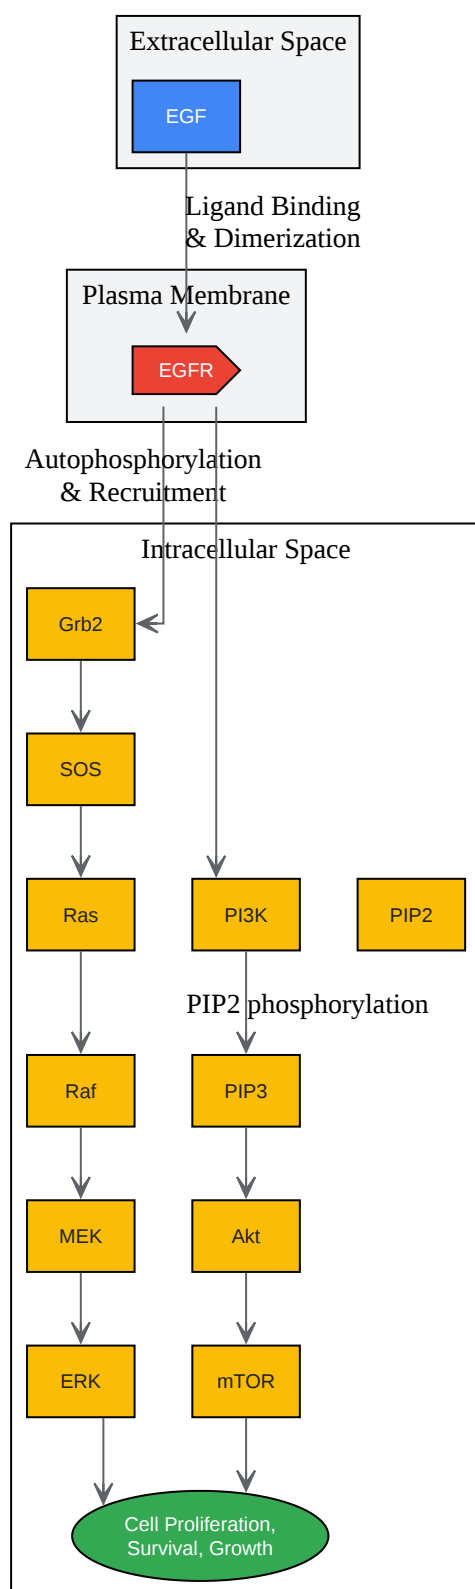 Extracellular Space
EGF
Ligand Binding
& Dimerization
Plasma Membrane
EGFR
Autophosphorylation
& Recruitment
Intracellular Space
Grb2
SOS
Ras
PI3K
PIP2
PIP2 phosphorylation
Raf
PIP3
MEK
Akt
ERK
mTOR
Cell Proliferation,
Survival, Growth